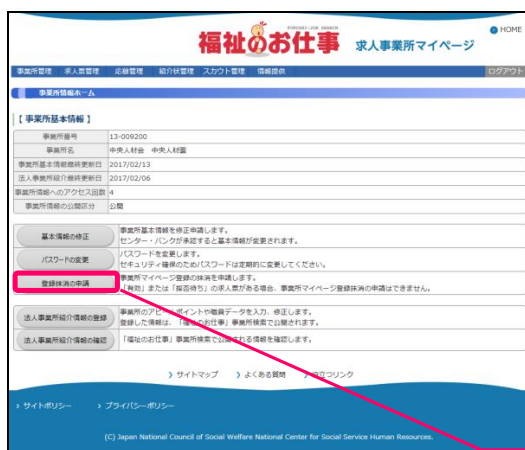 福祉のお仕事 求人事業所マイページ
HOME
事業所管理 求人票管理 応募管理 紹介状管理 スカウト管理 情報提供 ログアウト
事業所情報ホーム
【 事業所基本情報 】
事業所番号 13-009200
事業所名 中央人材会 中央人材園
事業所基本情報最終更新日 2017/02/13
法人事業所紹介最終更新日 2017/02/06
事業所情報へのアクセス回数 4
事業所情報の公開区分 公開
基本情報の修正
事業所基本情報を修正申請します。
センター・バンクが承認すると基本情報が変更されます。
パスワードの変更
パスワードを変更します。
セキュリティ確保のためパスワードは定期的に変更してください。
登録抹消の申請
事業所マイページ登録の抹消を申請します。
「有効」または「採否待ち」の求人票がある場合、事業所マイページ登録抹消の申請はできません。
法人事業所紹介情報の登録
事業所のアピールポイントや職員データを入力、修正します。
登録した情報は、「福祉のお仕事」事業所検索で公開されます。
法人事業所紹介情報の確認
「福祉のお仕事」事業所検索で公開される情報を確認します。
サイトマップ よくある質問 役立つリンク
サイトポリシー プライバシーポリシー
(C) Japan National Council of Social Welfare National Center for Social Service Human Resources.